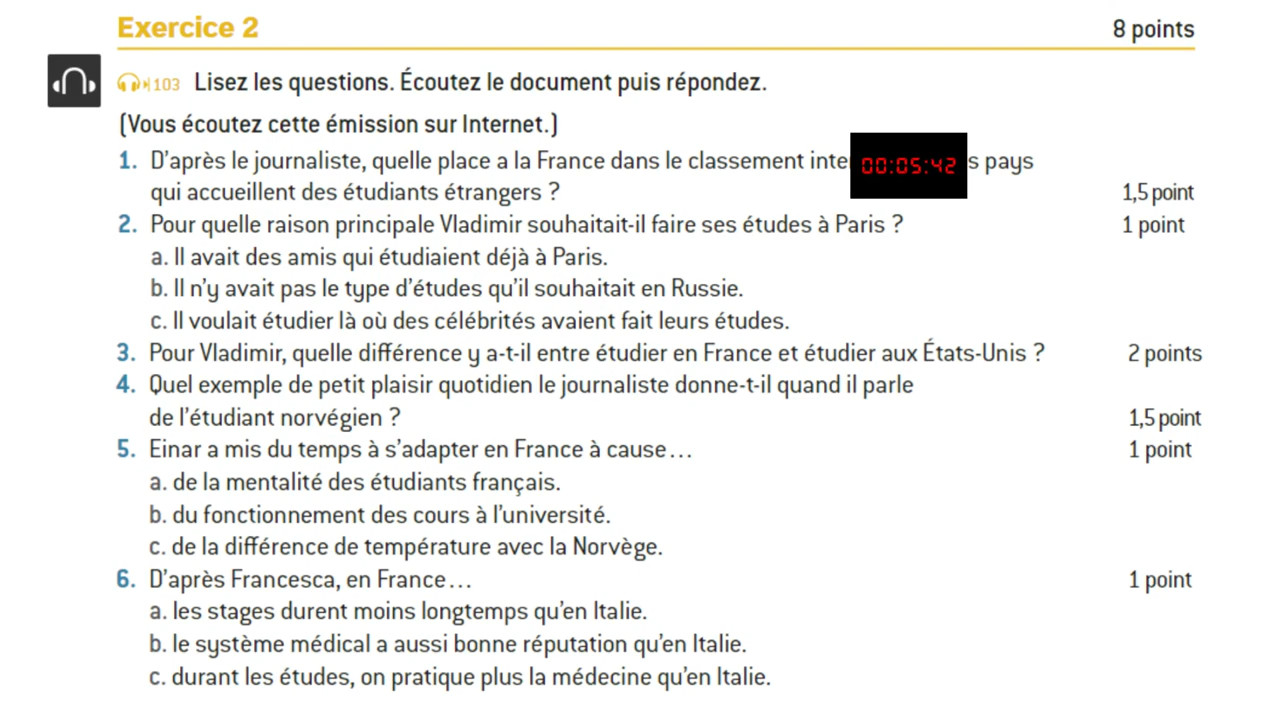 Exercice 2 8 points
103 Lisez les questions. Écoutez le document puis répondez.
(Vous écoutez cette émission sur Internet.)
1. D'après le journaliste, quelle place a la France dans le classement inte 00:05:42 s pays
qui accueillent des étudiants étrangers ? 1,5 point
2. Pour quelle raison principale Vladimir souhaitait-il faire ses études à Paris ? 1 point
a. Il avait des amis qui étudiaient déjà à Paris.
b. Il n'y avait pas le type d'études qu'il souhaitait en Russie.
c. Il voulait étudier là où des célébrités avaient fait leurs études.
3. Pour Vladimir, quelle différence y a-t-il entre étudier en France et étudier aux États-Unis ? 2 points
4. Quel exemple de petit plaisir quotidien le journaliste donne-t-il quand il parle
de l'étudiant norvégien ? 1,5 point
5. Einar a mis du temps à s'adapter en France à cause... 1 point
a. de la mentalité des étudiants français.
b. du fonctionnement des cours à l'université.
c. de la différence de température avec la Norvège.
6. D'après Francesca, en France... 1 point
a. les stages durent moins longtemps qu'en Italie.
b. le système médical a aussi bonne réputation qu'en Italie.
c. durant les études, on pratique plus la médecine qu'en Italie.